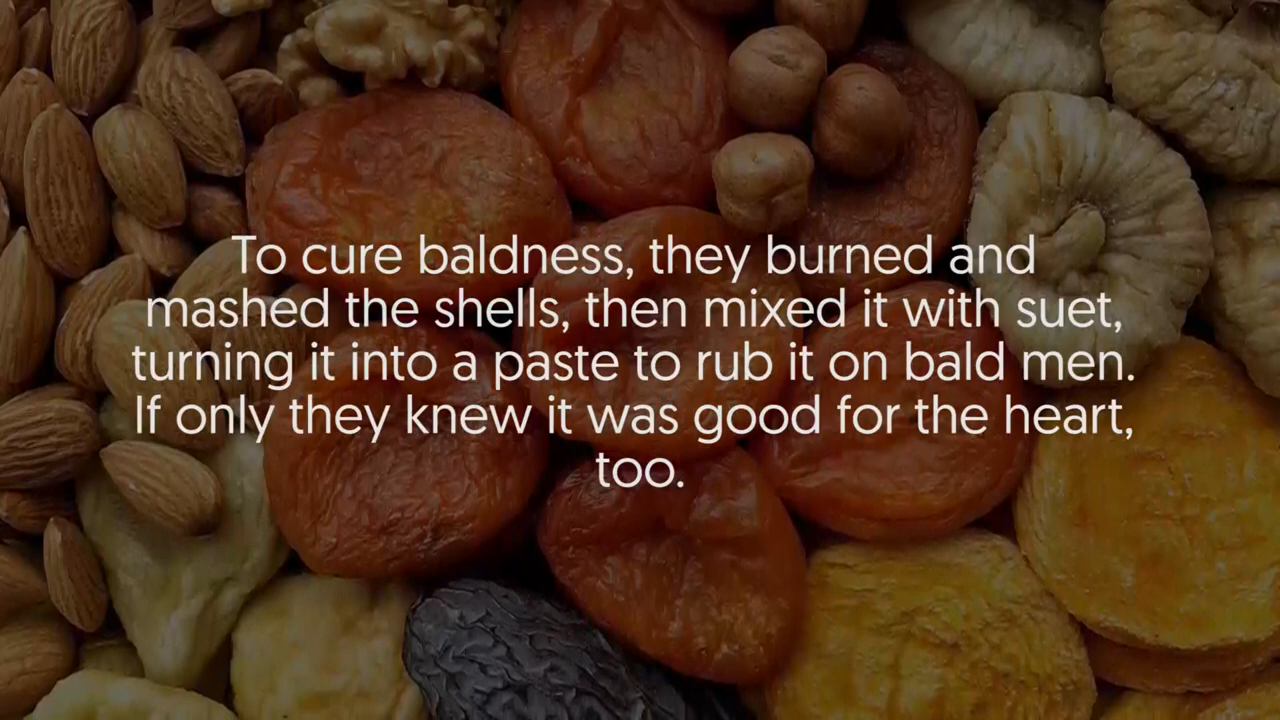 To cure baldness, they burned and
mashed the shells, then mixed it with suet,
turning it into a paste to rub it on bald men.
If only they knew it was good for the heart,
too.